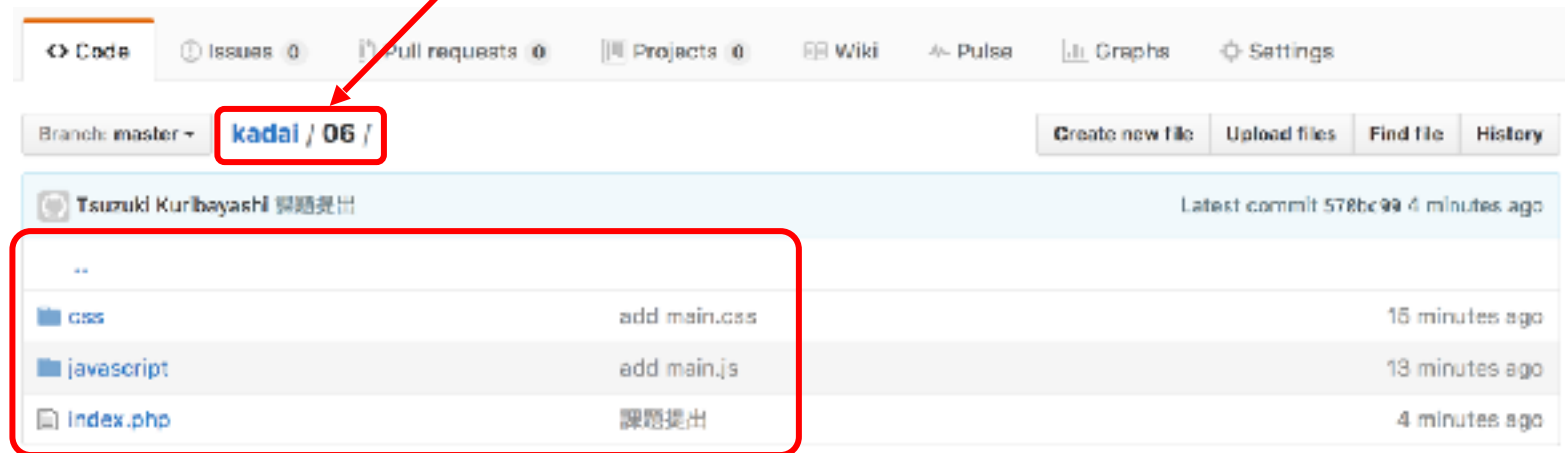 <> Code Issues 0 Pull requests 0 Projects 0 Wiki Pulse Graphs Settings
Branch: master kadai / 06 / Create new file Upload files Find file History
Tsuzuki Kuribayashi 課題提出 Latest commit 578bc99 4 minutes ago
..
css add main.css 15 minutes ago
javascript add main.js 13 minutes ago
index.php 課題提出 4 minutes ago